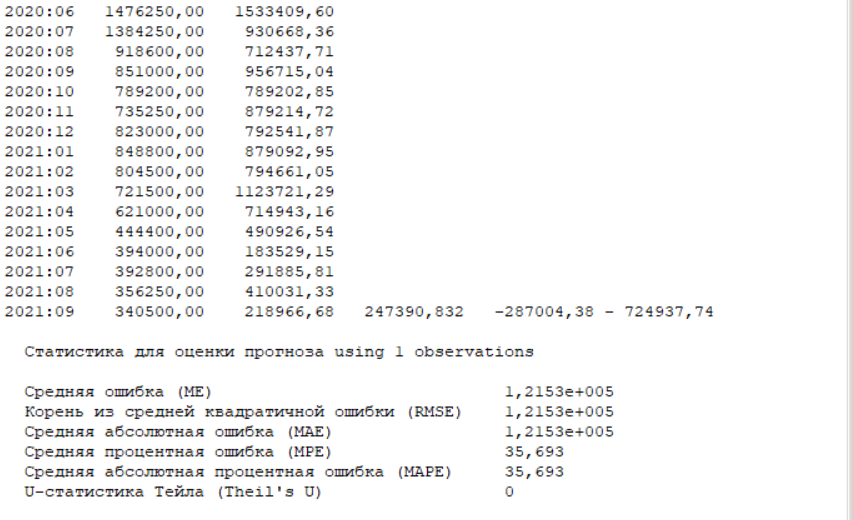 2020:06 1476250,00 1533409,60
2020:07 1384250,00 930668,36
2020:08 918600,00 712437,71
2020:09 851000,00 956715,04
2020:10 789200,00 789202,85
2020:11 735250,00 879214,72
2020:12 823000,00 792541,87
2021:01 848800,00 879092,95
2021:02 804500,00 794661,05
2021:03 721500,00 1123721,29
2021:04 621000,00 714943,16
2021:05 444400,00 490926,54
2021:06 394000,00 183529,15
2021:07 392800,00 291885,81
2021:08 356250,00 410031,33
2021:09 340500,00 218966,68 247390,832 -287004,38 - 724937,74
Статистика для оценки прогноза using 1 observations
Средняя ошибка (ME) 1,2153e+005
Корень из средней квадратичной ошибки (RMSE) 1,2153e+005
Средняя абсолютная ошибка (MAE) 1,2153e+005
Средняя процентная ошибка (MPE) 35,693
Средняя абсолютная процентная ошибка (MAPE) 35,693
U-статистика Тейла (Theil's U) 0